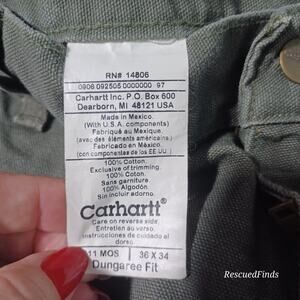 RN# 14806
0806 092505 0000000 97
Carhartt Inc. P.O. Box 600
Dearborn, MI 48121 USA
Made in Mexico
(With U.S.A. components)
Fabriqué au Mexique
(avec des éléments américains)
Fabricado en México
(con componentes de los EE UU)
100% Cotton.
Exclusive of trimming.
100% Coton.
Sans garniture.
100% Algodón.
Sin incluir adorno.
Carhartt®
Care on reverse side.
Entretien au verso.
Instrucciones de cuidado al
dorso.
11 MOS 36 X 34
Dungaree Fit
RescuedFinds